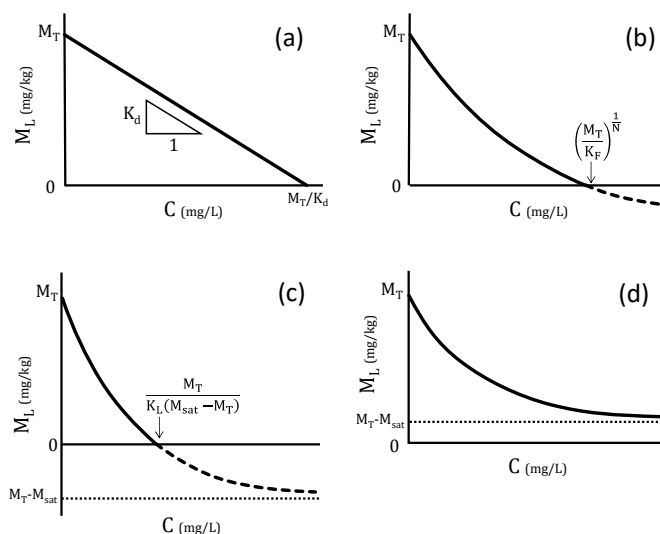 (a)
M_T
M_L (mg/kg)
K_d
1
0
M_T/K_d
C (mg/L)
(b)
M_T
M_L (mg/kg)
(M_T/K_F)^(1/N)
0
C (mg/L)
(c)
M_T
M_L (mg/kg)
M_T/(K_L(M_sat −M_T))
0
M_T-M_sat
C (mg/L)
(d)
M_T
M_L (mg/kg)
M_T-M_sat
0
C (mg/L)